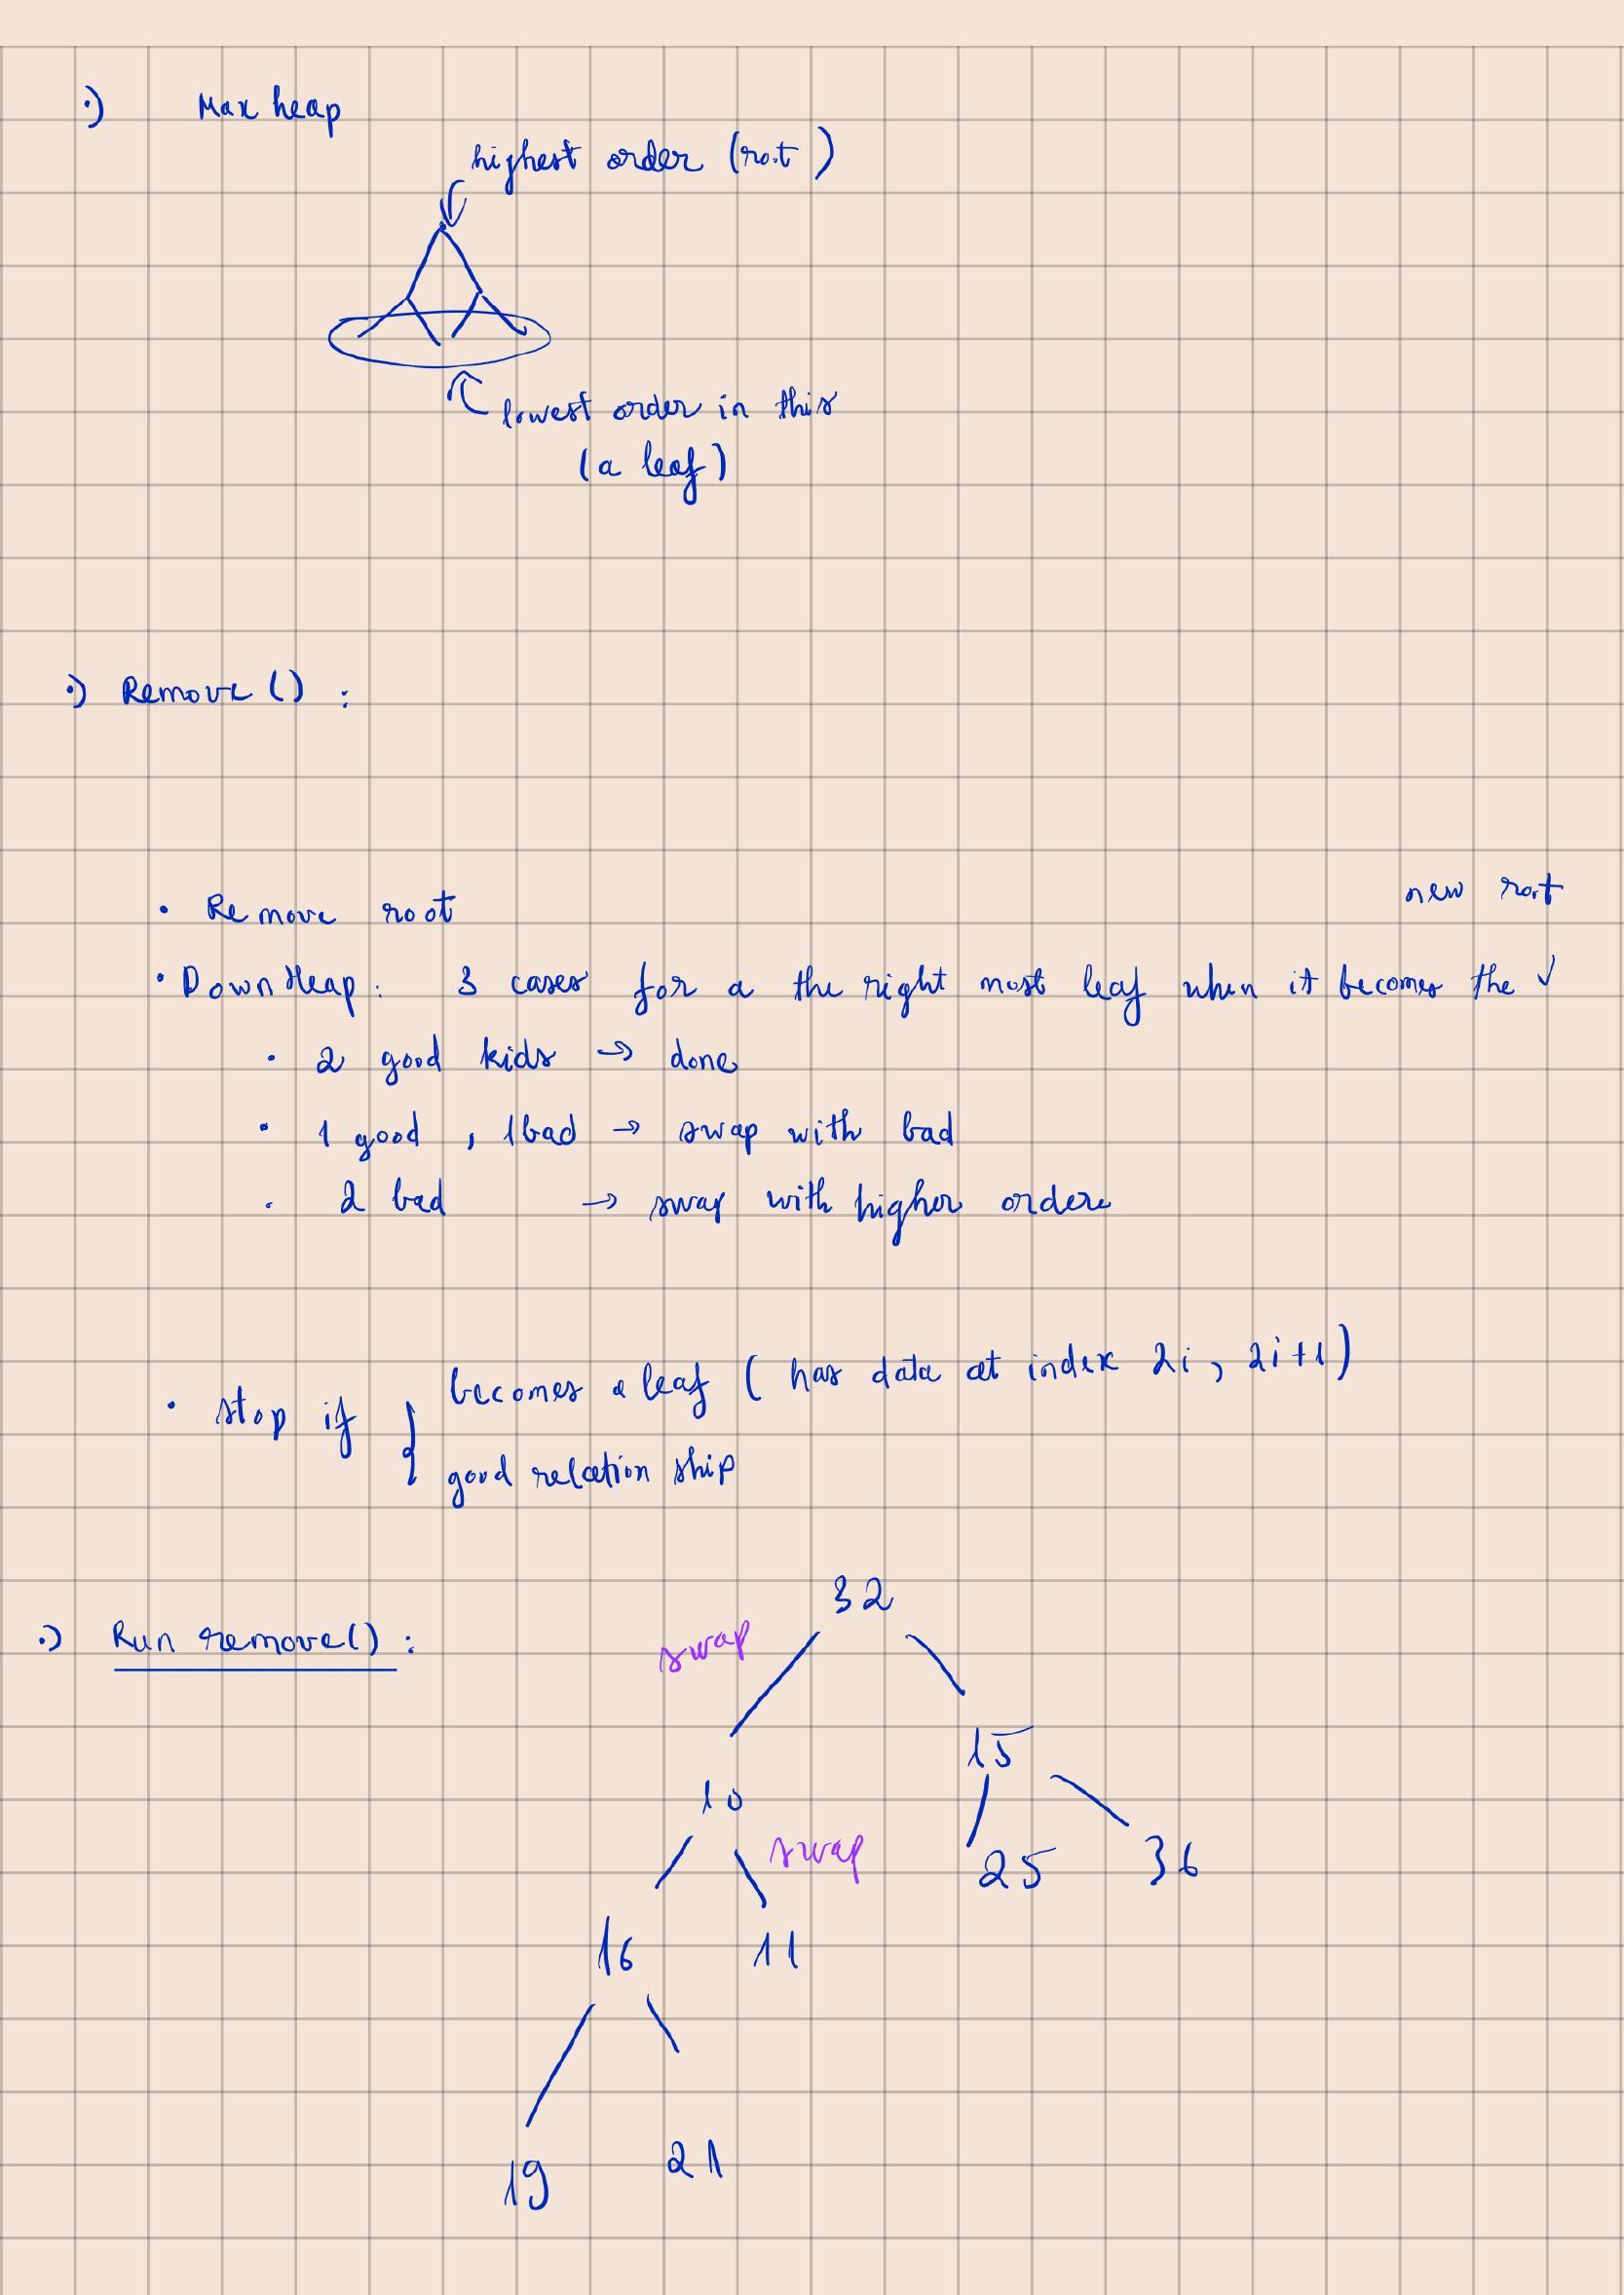 ·) Max heap
highest order (root)
lowest order in this
(a leaf)
·) Remove () :
• Remove root
new root
• Down Heap: 3 cases for a the right most leaf when it becomes the √
• 2 good kids → done
• 1 good , 1 bad → swap with bad
• 2 bad → swap with higher order
• stop if { becomes a leaf ( has data at index 2i , 2i+1 )
good relation ship
·) Run remove() :
32
swap
15
10
swap
25 36
16 11
19 21